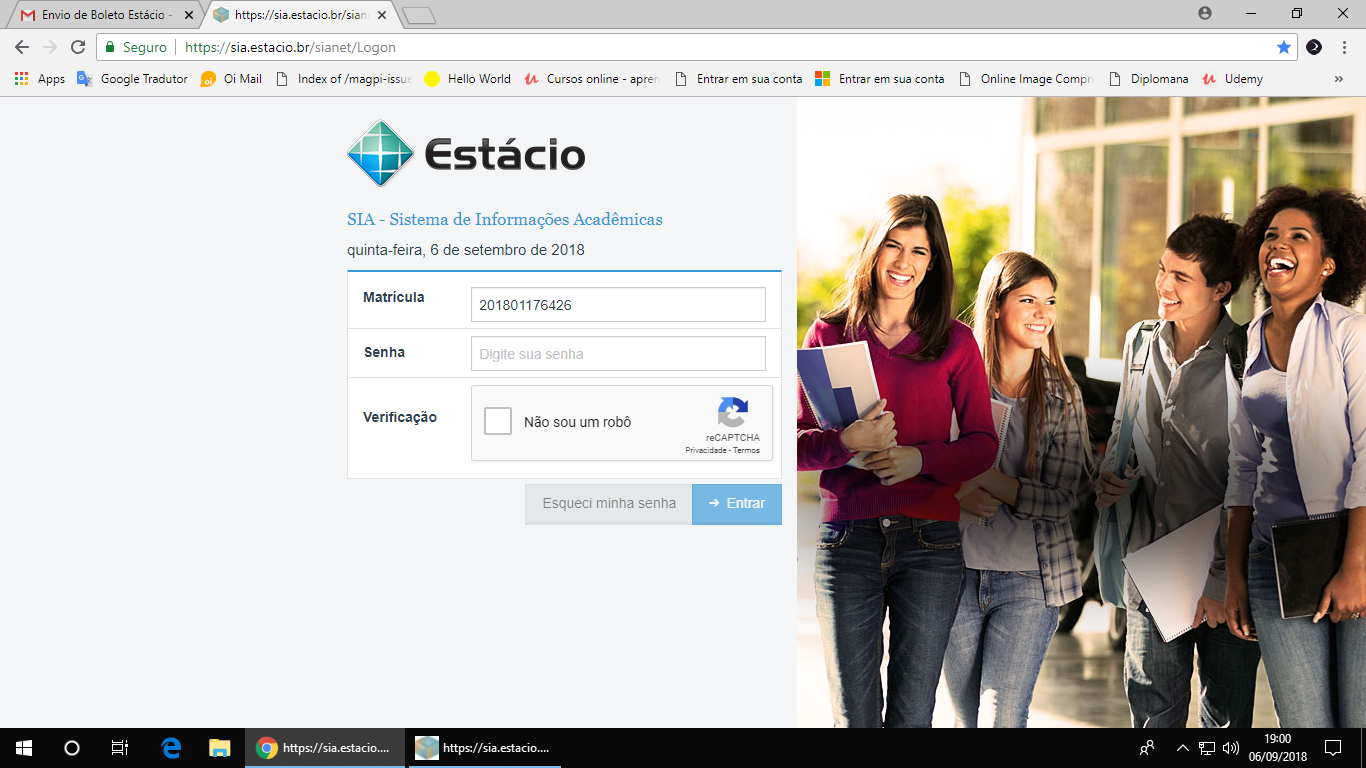 Envio de Boleto Estácio -
https://sia.estacio.br/sian
Seguro
https://sia.estacio.br/sianet/Logon
Apps
Google Tradutor
Oi Mail
Index of /magpi-issue
Hello World
Cursos online - apren
Entrar em sua conta
Entrar em sua conta
Online Image Compre
Diplomana
Udemy
»
Estácio
SIA - Sistema de Informações Acadêmicas
quinta-feira, 6 de setembro de 2018
Matrícula
201801176426
Senha
Digite sua senha
Verificação
Não sou um robô
reCAPTCHA
Privacidade - Termos
Esqueci minha senha
Entrar
https://sia.estacio....
https://sia.estacio....
19:00
06/09/2018